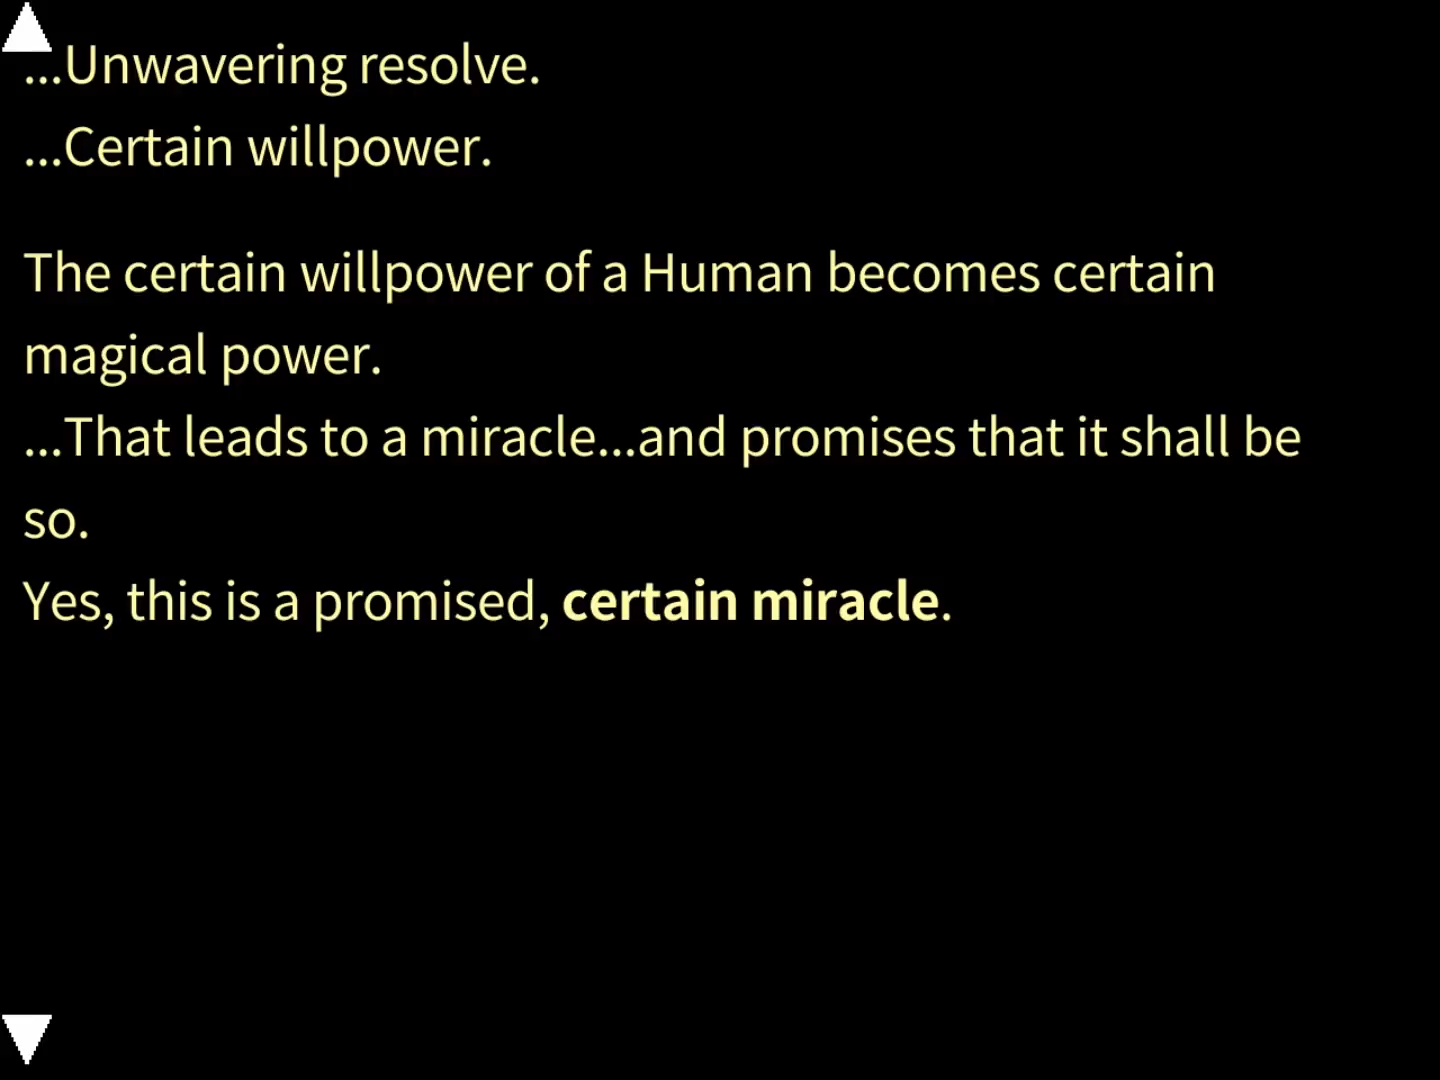 ...Unwavering resolve.
...Certain willpower.
The certain willpower of a Human becomes certain
magical power.
...That leads to a miracle...and promises that it shall be
so.
Yes, this is a promised, certain miracle.